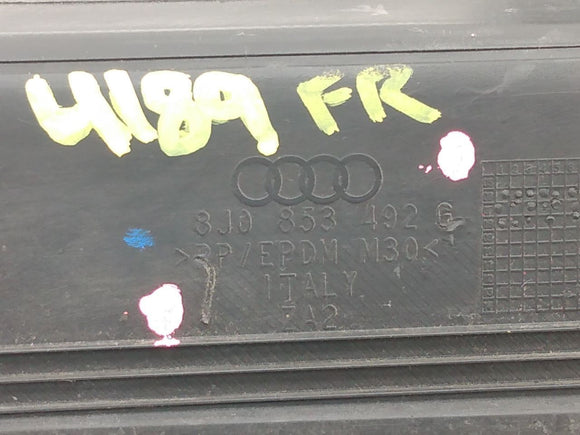 4189. FR
8J0 853 492 G
>PP/EPDM M30<
ITALY
ZA2